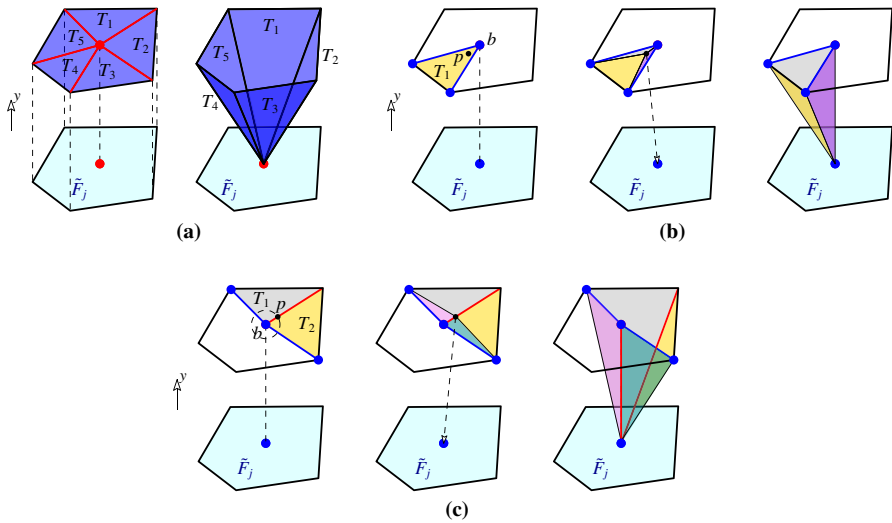 T₁
T₂
T₅
T₄
T₃
y
F̃ⱼ
T₁
T₂
T₅
T₄
T₃
F̃ⱼ
(a)
b
p
T₁
y
F̃ⱼ
F̃ⱼ
F̃ⱼ
(b)
T₁
p
b
T₂
y
F̃ⱼ
F̃ⱼ
F̃ⱼ
(c)